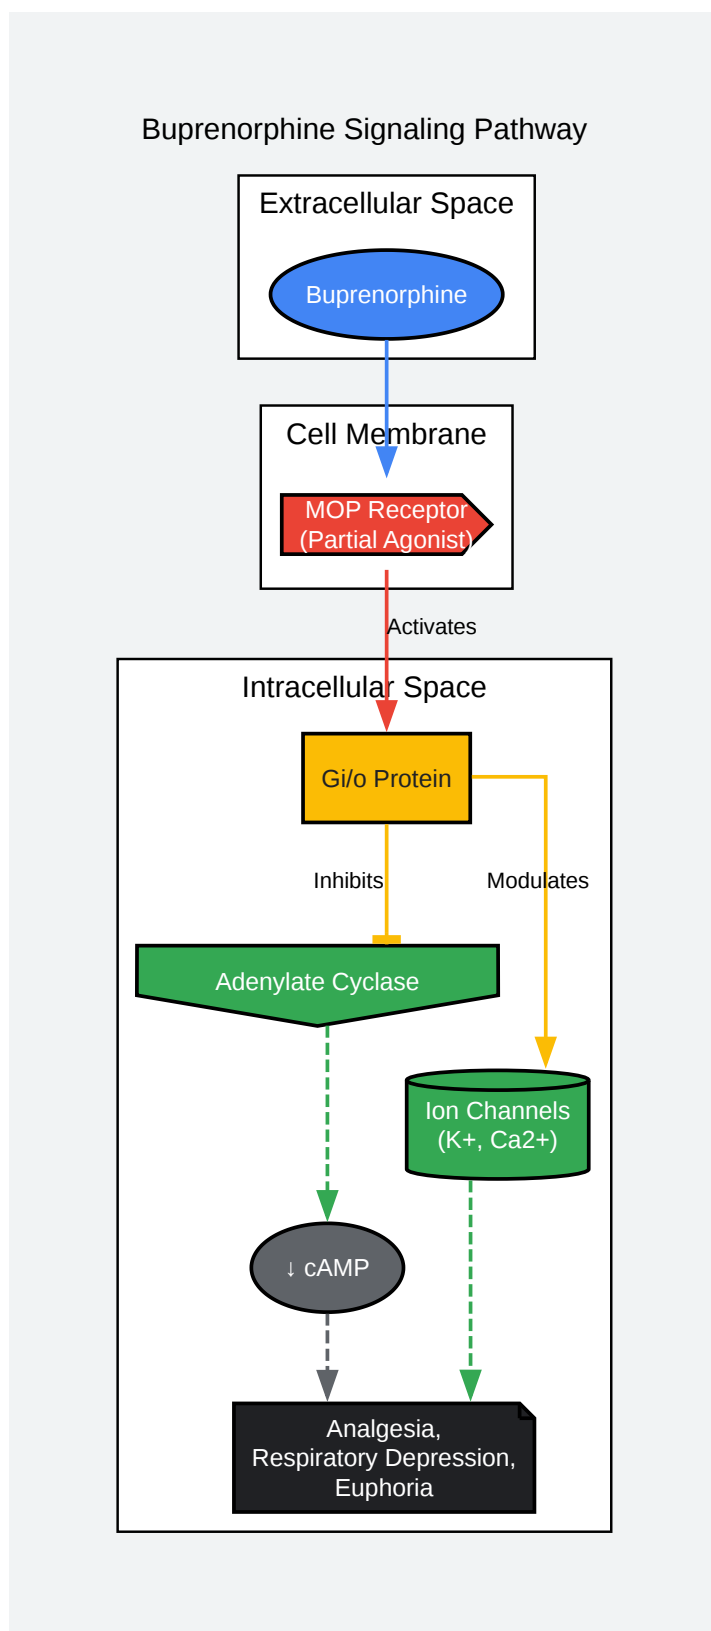 Buprenorphine Signaling Pathway
Extracellular Space
Buprenorphine
Cell Membrane
MOP Receptor
(Partial Agonist)
Activates
Intracellular Space
Gi/o Protein
Inhibits
Modulates
Adenylate Cyclase
Ion Channels
(K+, Ca2+)
↓ cAMP
Analgesia,
Respiratory Depression,
Euphoria